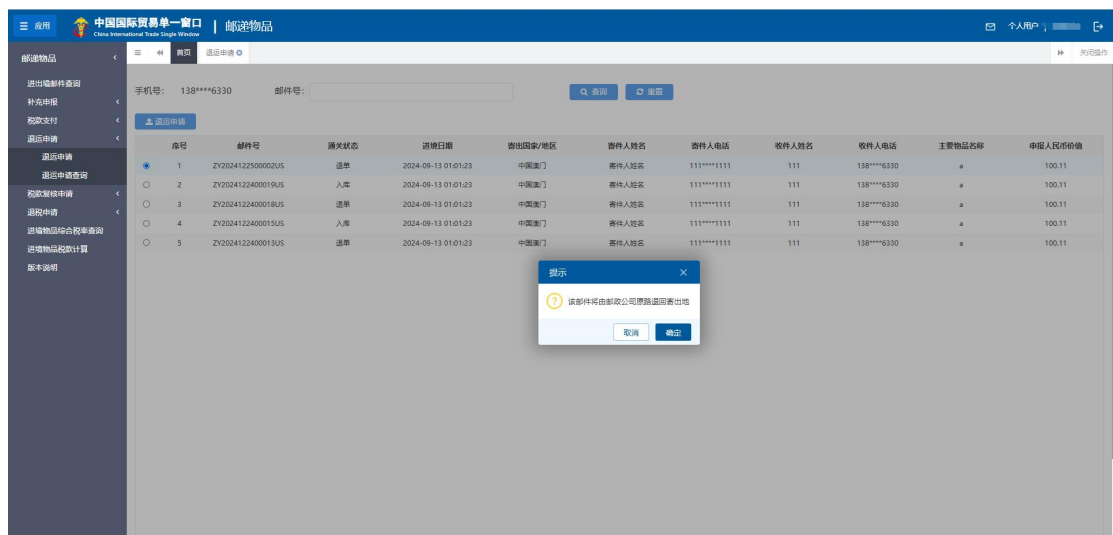 应用 中国国际贸易单一窗口 | 邮递物品 个人用户
China International Trade Single Window
邮递物品 首页 退运申请 关闭操作
进出境邮件查询
补充申报
税款支付
退运申请
退运申请
退运申请查询
税款复核申请
退税申请
进境物品综合税率查询
进境物品税款计算
版本说明
手机号: 138****6330 邮件号: 查询 重置
退运申请
序号 邮件号 通关状态 进境日期 寄出国家/地区 寄件人姓名 寄件人电话 收件人姓名 收件人电话 主要物品名称 申报人民币价值
1 ZY2024122500002US 退单 2024-09-13 01:01:23 中国澳门 寄件人姓名 111****1111 111 138****6330 a 100.11
2 ZY2024122400019US 入库 2024-09-13 01:01:23 中国澳门 寄件人姓名 111****1111 111 138****6330 a 100.11
3 ZY2024122400018US 退单 2024-09-13 01:01:23 中国澳门 寄件人姓名 111****1111 111 138****6330 a 100.11
4 ZY2024122400015US 入库 2024-09-13 01:01:23 中国澳门 寄件人姓名 111****1111 111 138****6330 a 100.11
5 ZY2024122400013US 退单 2024-09-13 01:01:23 中国澳门 寄件人姓名 111****1111 111 138****6330 a 100.11
提示
该邮件将由邮政公司原路退回寄出地
取消 确定